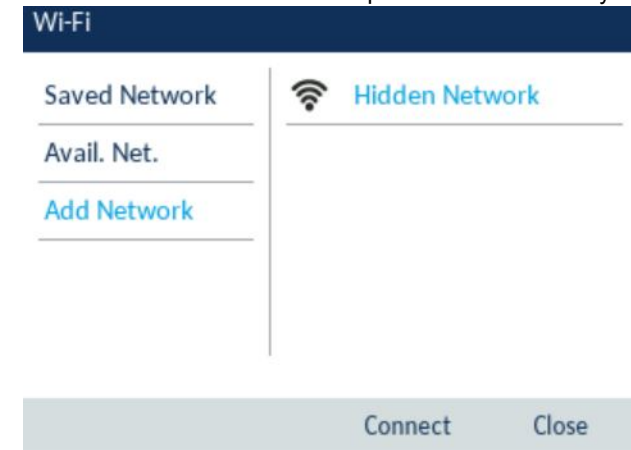 Wi-Fi
Saved Network
Avail. Net.
Add Network
Hidden Network
Connect Close